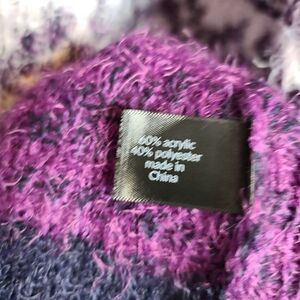 60% acrylic
40% polyester
made in
China